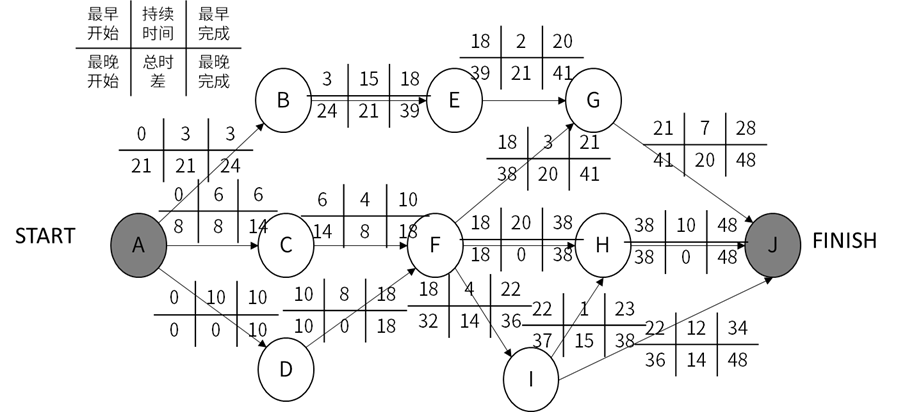 最早 持续 最早
开始 时间 完成
最晚 总时 最晚
开始 差 完成
18 2 20
39 21 41
B
3 15 18
24 21 39
E
G
0 3 3
21 21 24
18 3 21
38 20 41
21 7 28
41 20 48
0 6 6
8 8 14
6 4 10
14 8 18
18 20 38
18 0 38
38 10 48
38 0 48
START
A
C
F
H
J
FINISH
0 10 10
0 0 10
10 8 18
10 0 18
18 4 22
32 14 36
22 1 23
37 15 38
22 12 34
36 14 48
D
I